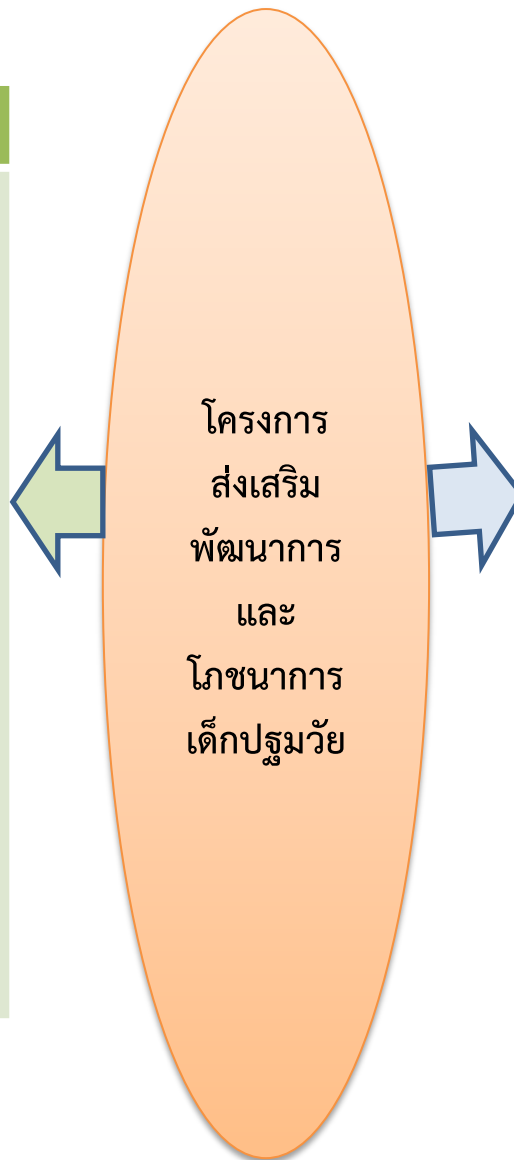 โครงการ
ส่งเสริม
พัฒนาการ
และ
โภชนาการ
เด็กปฐมวัย